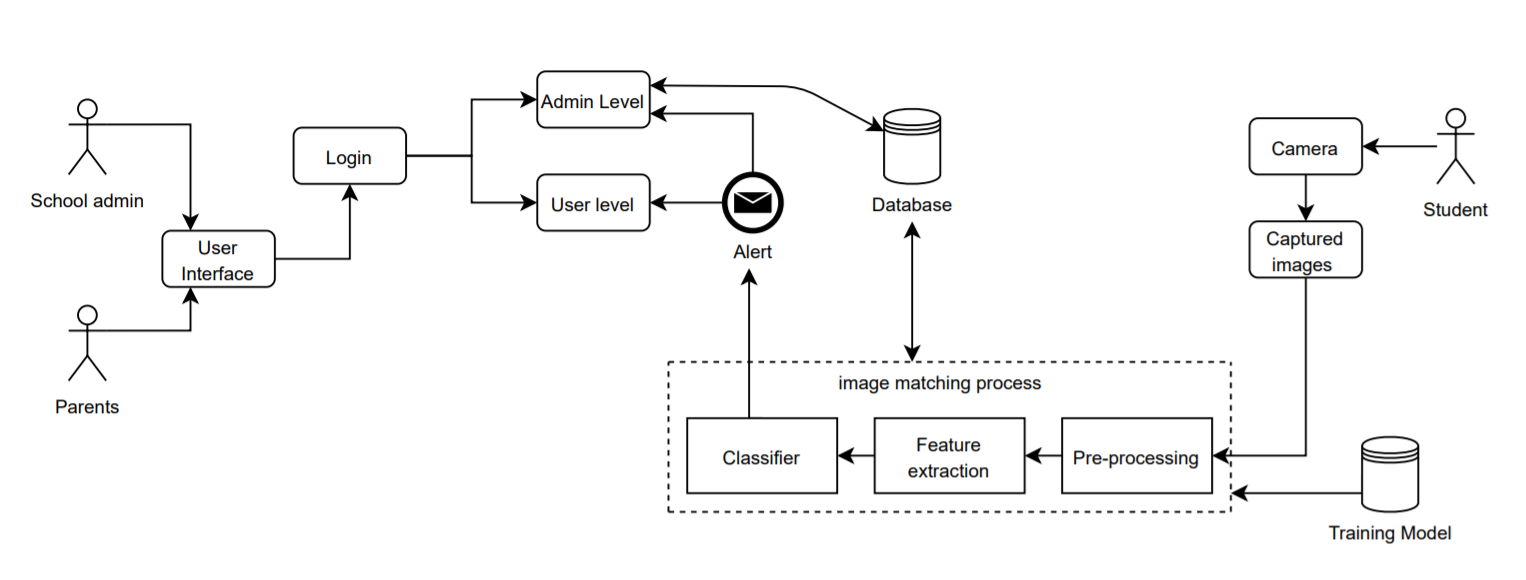 Admin Level
Login
User level
School admin
User
Interface
Parents
Alert
Database
Camera
Captured
images
Student
image matching process
Classifier
Feature
extraction
Pre-processing
Training Model